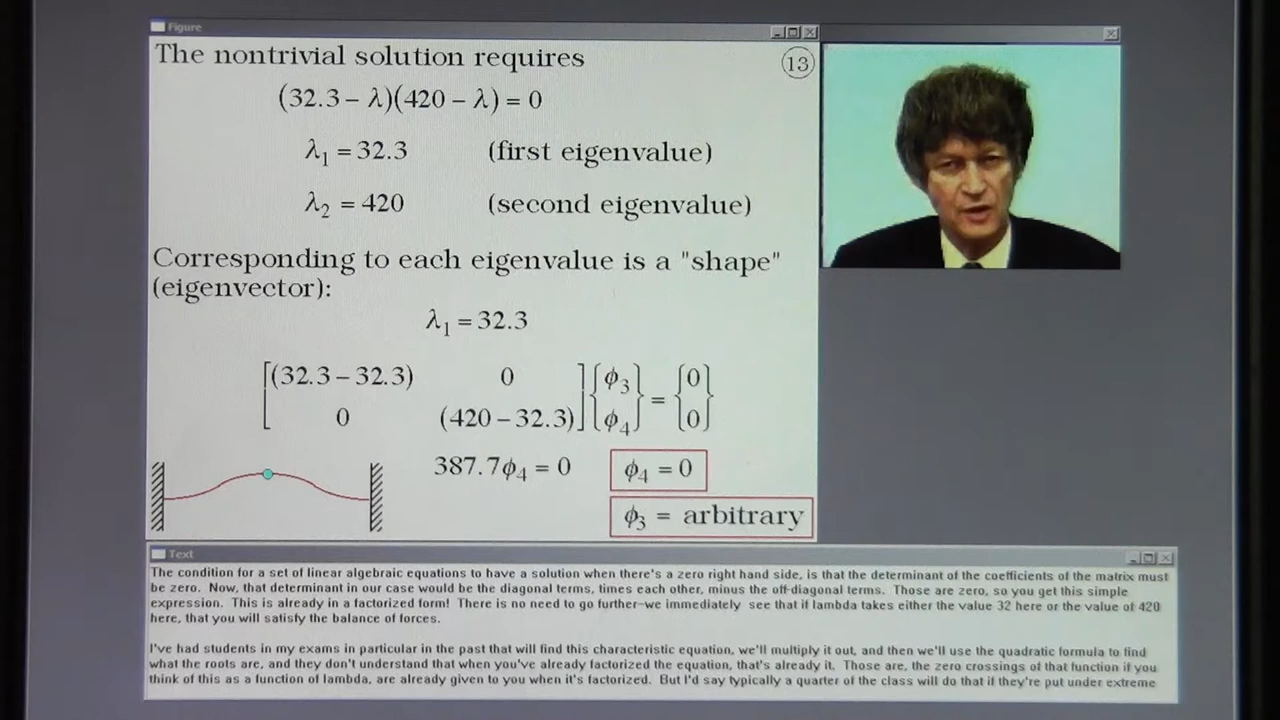 Figure
The nontrivial solution requires
13
(32.3 − λ)(420 − λ) = 0
λ₁ = 32.3 (first eigenvalue)
λ₂ = 420 (second eigenvalue)
Corresponding to each eigenvalue is a "shape"
(eigenvector):
λ₁ = 32.3
[(32.3 − 32.3) 0 ] {ϕ₃} = {0}
[ 0 (420 − 32.3)] {ϕ₄} {0}
387.7ϕ₄ = 0 ϕ₄ = 0
ϕ₃ = arbitrary
Text
The condition for a set of linear algebraic equations to have a solution when there's a zero right hand side, is that the determinant of the coefficients of the matrix must
be zero. Now, that determinant in our case would be the diagonal terms, times each other, minus the off-diagonal terms. Those are zero, so you get this simple
expression. This is already in a factorized form! There is no need to go further–we immediately see that if lambda takes either the value 32 here or the value of 420
here, that you will satisfy the balance of forces.
I've had students in my exams in particular in the past that will find this characteristic equation, we'll multiply it out, and then we'll use the quadratic formula to find
what the roots are, and they don't understand that when you've already factorized the equation, that's already it. Those are, the zero crossings of that function if you
think of this as a function of lambda, are already given to you when it's factorized. But I'd say typically a quarter of the class will do that if they're put under extreme